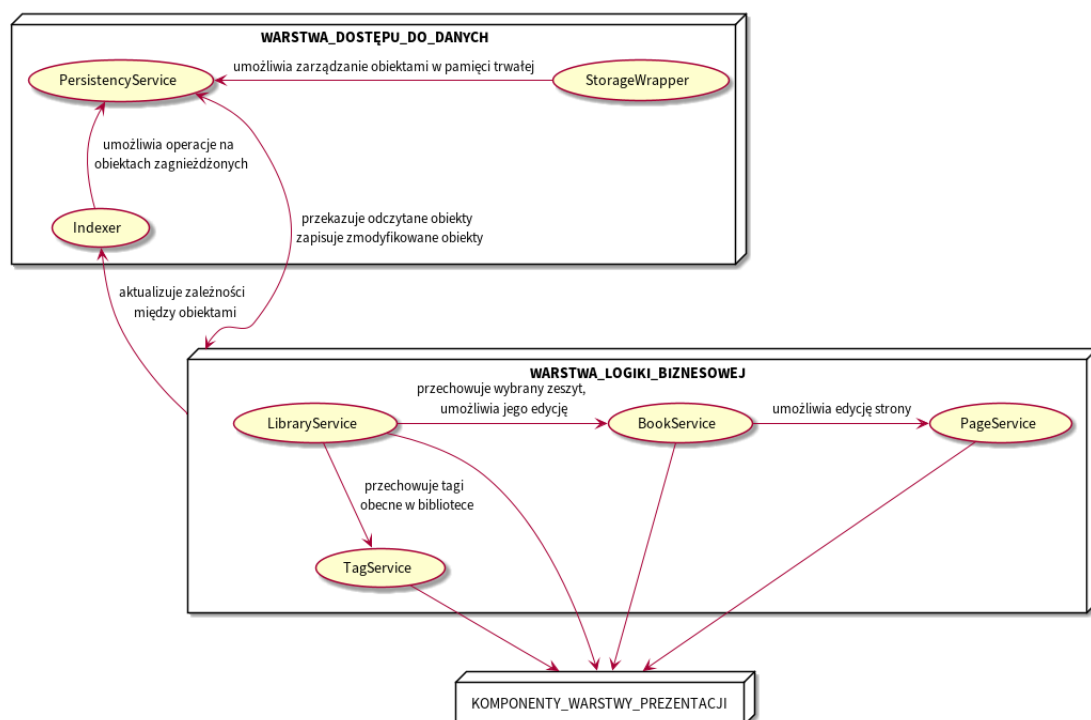 WARSTWA_DOSTĘPU_DO_DANYCH
PersistencyService
umożliwia zarządzanie obiektami w pamięci trwałej
StorageWrapper
umożliwia operacje na
obiektach zagnieżdżonych
Indexer
przekazuje odczytane obiekty
zapisuje zmodyfikowane obiekty
aktualizuje zależności
między obiektami
WARSTWA_LOGIKI_BIZNESOWEJ
LibraryService
przechowuje wybrany zeszyt,
umożliwia jego edycję
BookService
umożliwia edycję strony
PageService
przechowuje tagi
obecne w bibliotece
TagService
KOMPONENTY_WARSTWY_PREZENTACJI